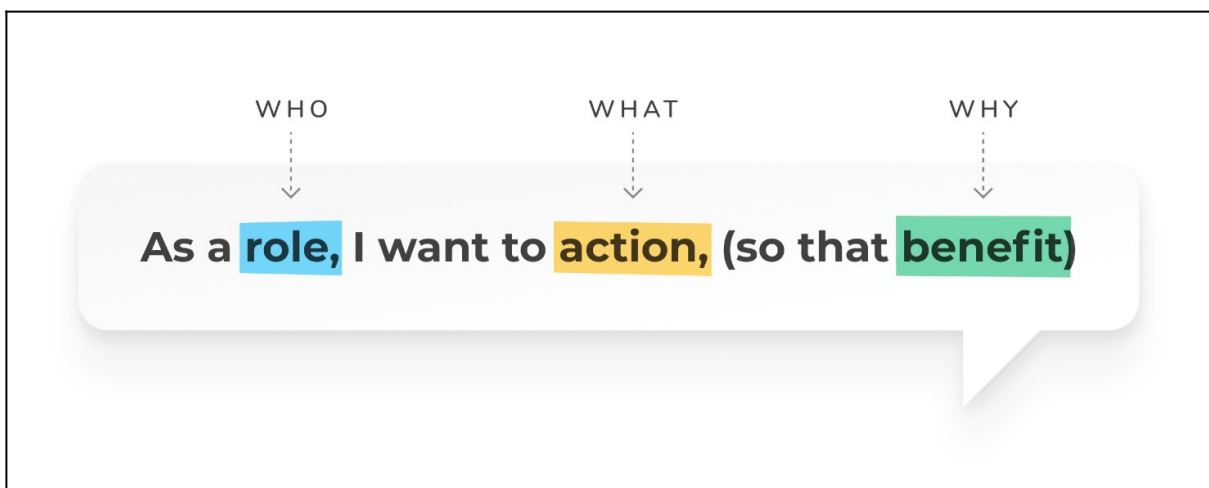 WHO WHAT WHY
As a role, I want to action, (so that benefit)